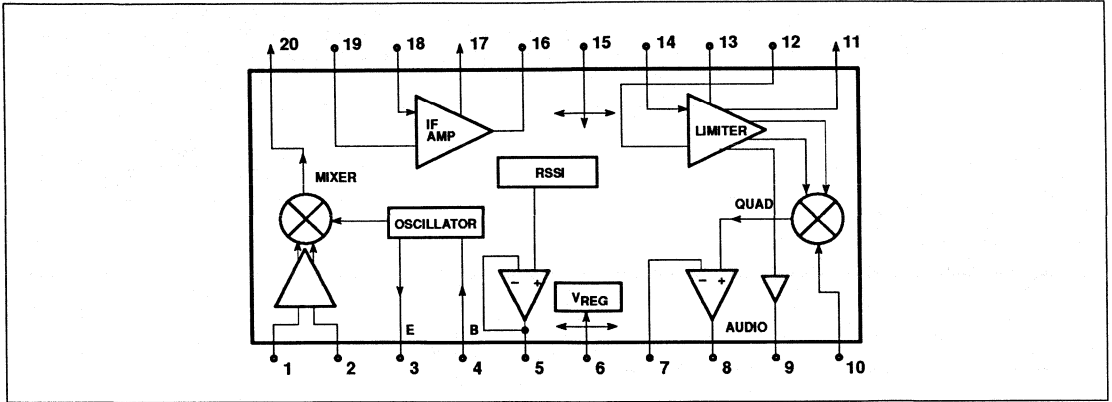 20 19 18 17 16 15 14 13 12 11
IF
AMP
LIMITER
RSSI
MIXER
QUAD
OSCILLATOR
- +
VREG
- +
E B AUDIO
1 2 3 4 5 6 7 8 9 10